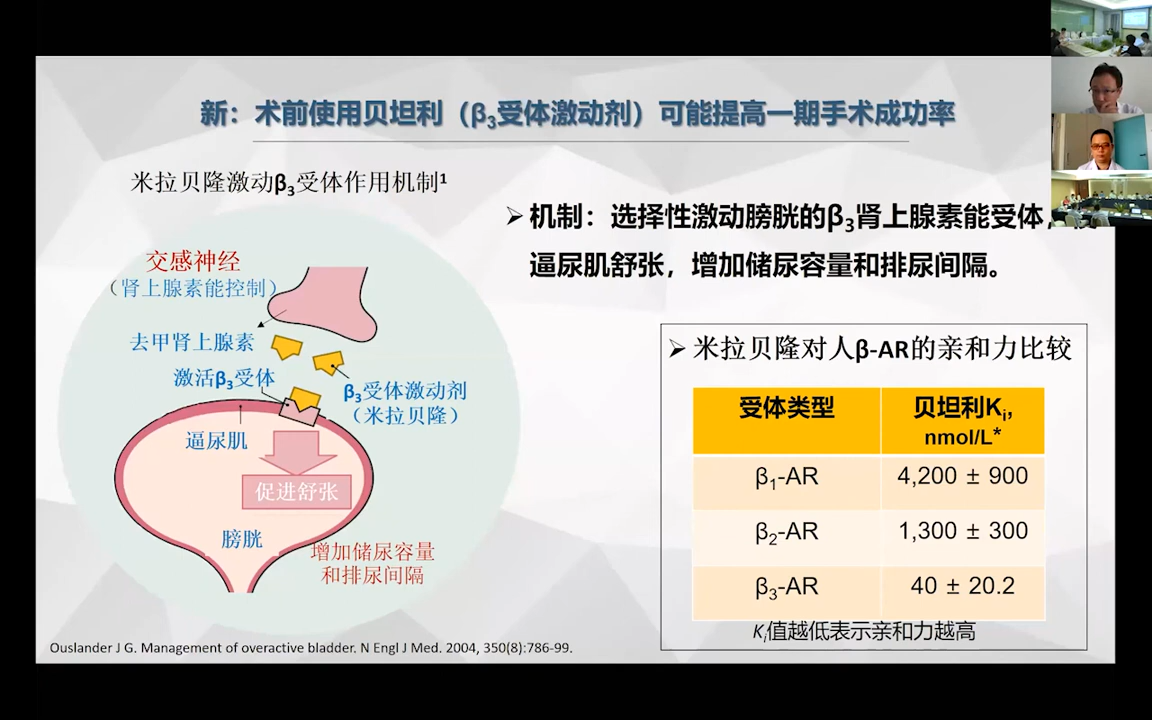 新：术前使用贝坦利（β₃受体激动剂）可能提高一期手术成功率
米拉贝隆激动β₃受体作用机制¹
交感神经
（肾上腺素能控制）
去甲肾上腺素
激活β₃受体
β₃受体激动剂
（米拉贝隆）
逼尿肌
促进舒张
膀胱
增加储尿容量
和排尿间隔
➢ 机制：选择性激动膀胱的β₃肾上腺素能受体，
逼尿肌舒张，增加储尿容量和排尿间隔。
➢ 米拉贝隆对人β-AR的亲和力比较
受体类型 贝坦利Kᵢ,
nmol/L*
β₁-AR 4,200 ± 900
β₂-AR 1,300 ± 300
β₃-AR 40 ± 20.2
Kᵢ值越低表示亲和力越高
Ouslander J G. Management of overactive bladder. N Engl J Med. 2004, 350(8):786-99.